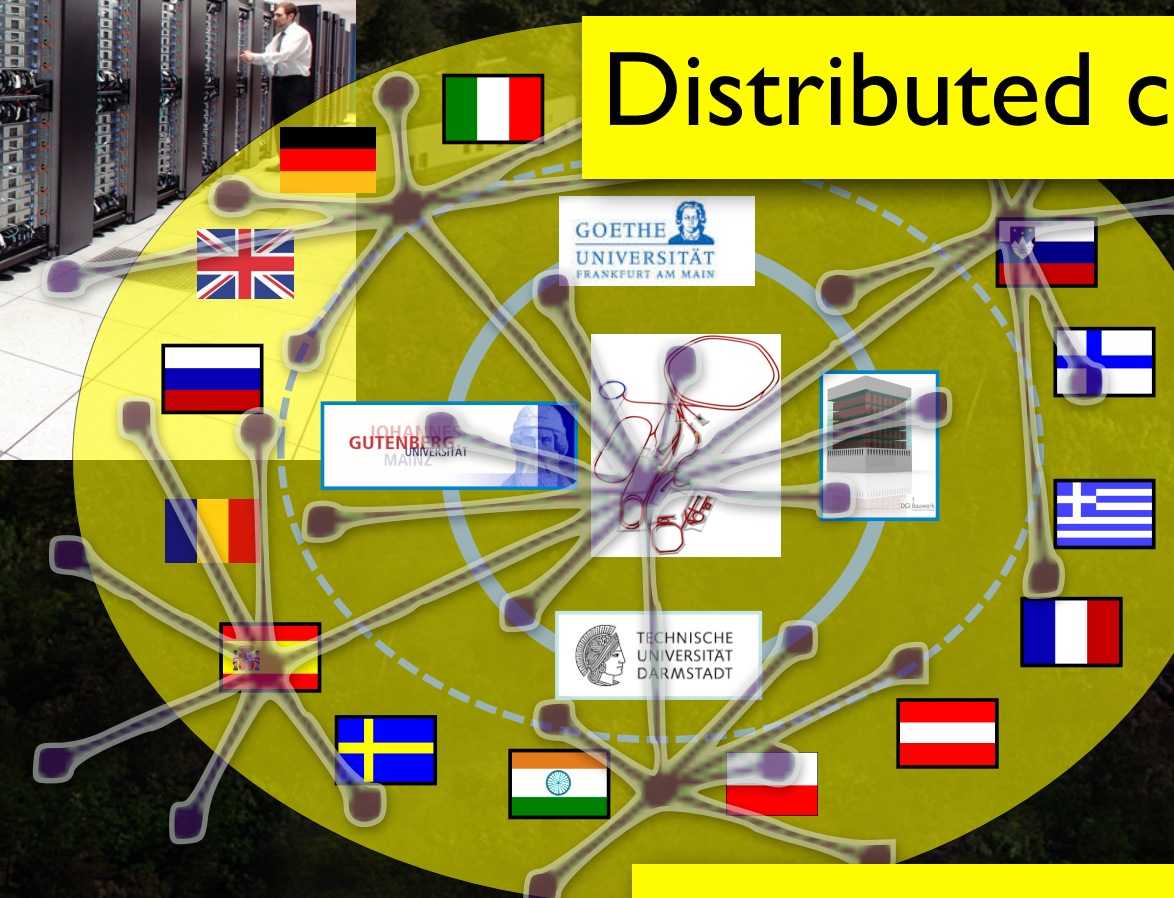 Distributed c
GOETHE
UNIVERSITÄT
FRANKFURT AM MAIN
JOHANNES
GUTENBERG
UNIVERSITÄT
MAINZ
TECHNISCHE
UNIVERSITÄT
DARMSTADT